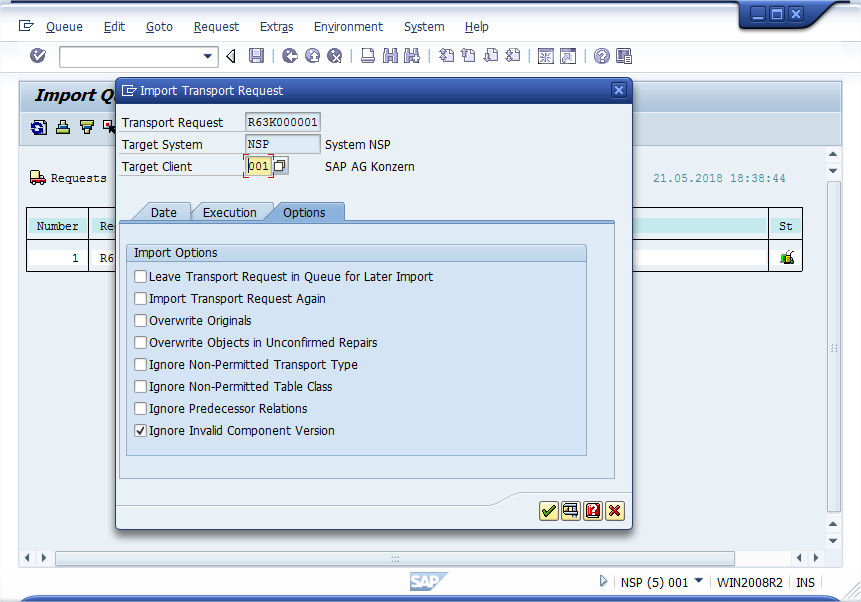 Queue Edit Goto Request Extras Environment System Help
Import Q
Import Transport Request
Transport Request R63K000001
Target System NSP System NSP
Target Client 001 SAP AG Konzern
Requests
21.05.2018 18:38:44
Date Execution Options
Number Re St
1 R6
Import Options
Leave Transport Request in Queue for Later Import
Import Transport Request Again
Overwrite Originals
Overwrite Objects in Unconfirmed Repairs
Ignore Non-Permitted Transport Type
Ignore Non-Permitted Table Class
Ignore Predecessor Relations
Ignore Invalid Component Version
SAP
NSP (5) 001 WIN2008R2 INS